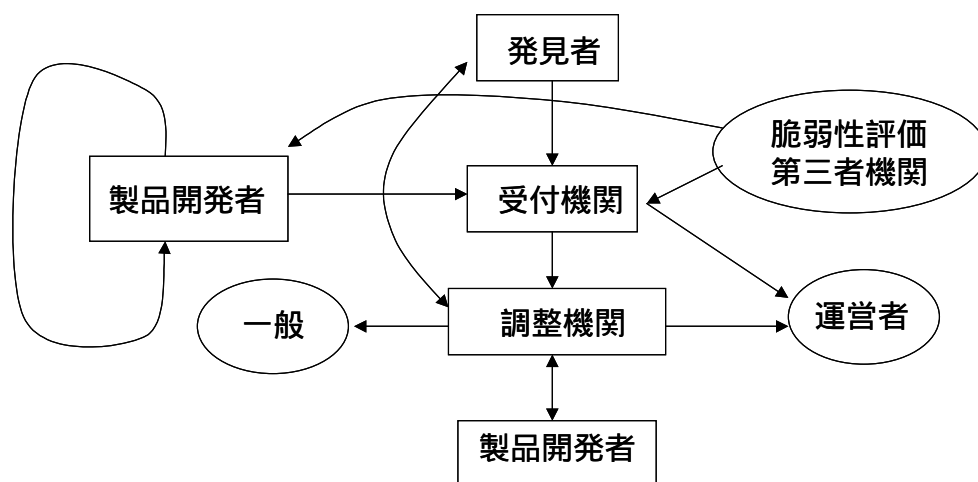 発見者
脆弱性評価
第三者機関
製品開発者
受付機関
一般
調整機関
運営者
製品開発者